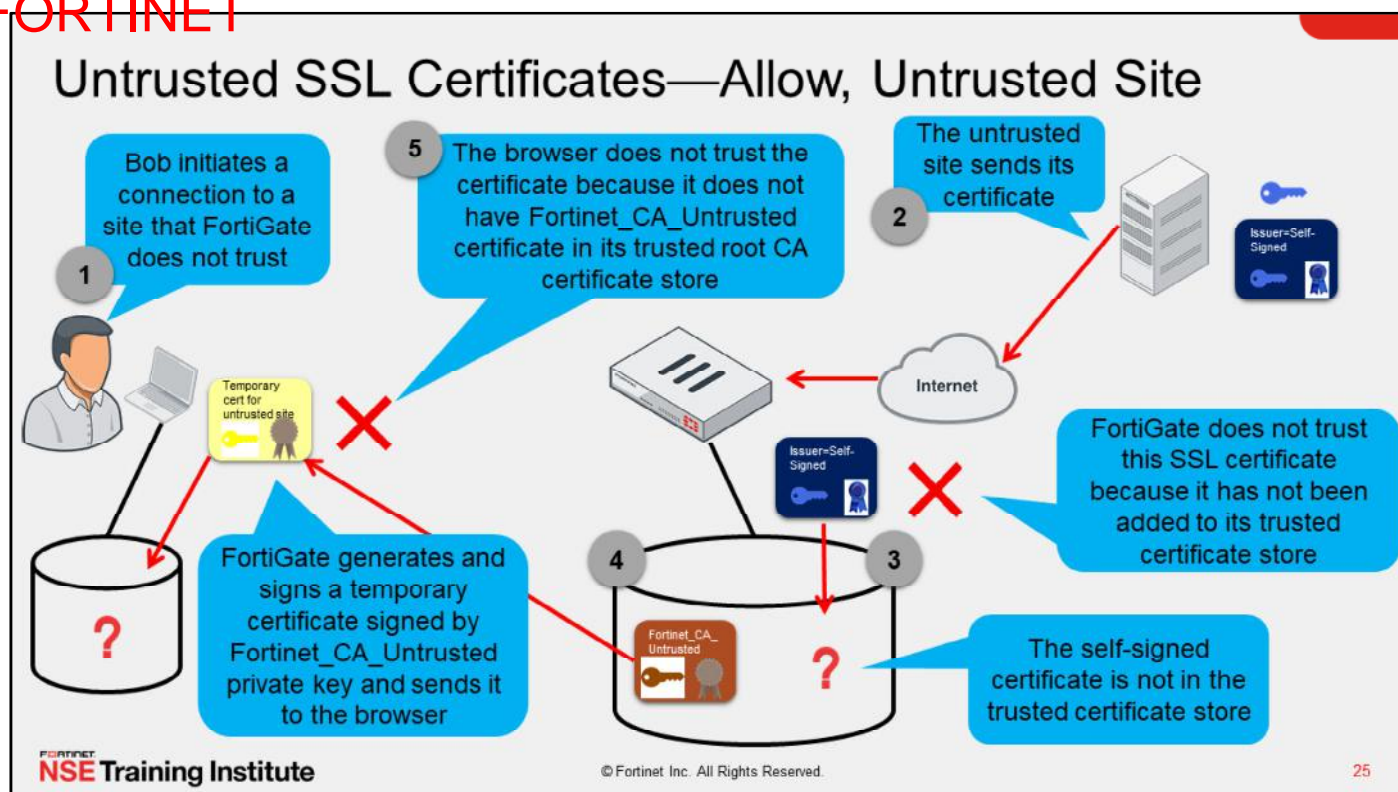 FORTINET
Untrusted SSL Certificates—Allow, Untrusted Site
1
Bob initiates a
connection to a
site that FortiGate
does not trust
5
The browser does not trust the
certificate because it does not
have Fortinet_CA_Untrusted
certificate in its trusted root CA
certificate store
2
The untrusted
site sends its
certificate
Issuer=Self-
Signed
Internet
Temporary
cert for
untrusted site
Issuer=Self-
Signed
FortiGate does not trust
this SSL certificate
because it has not been
added to its trusted
certificate store
?
FortiGate generates and
signs a temporary
certificate signed by
Fortinet_CA_Untrusted
private key and sends it
to the browser
4
3
Fortinet_CA_
Untrusted
?
The self-signed
certificate is not in the
trusted certificate store
FORTINET
NSE Training Institute
© Fortinet Inc. All Rights Reserved.
25